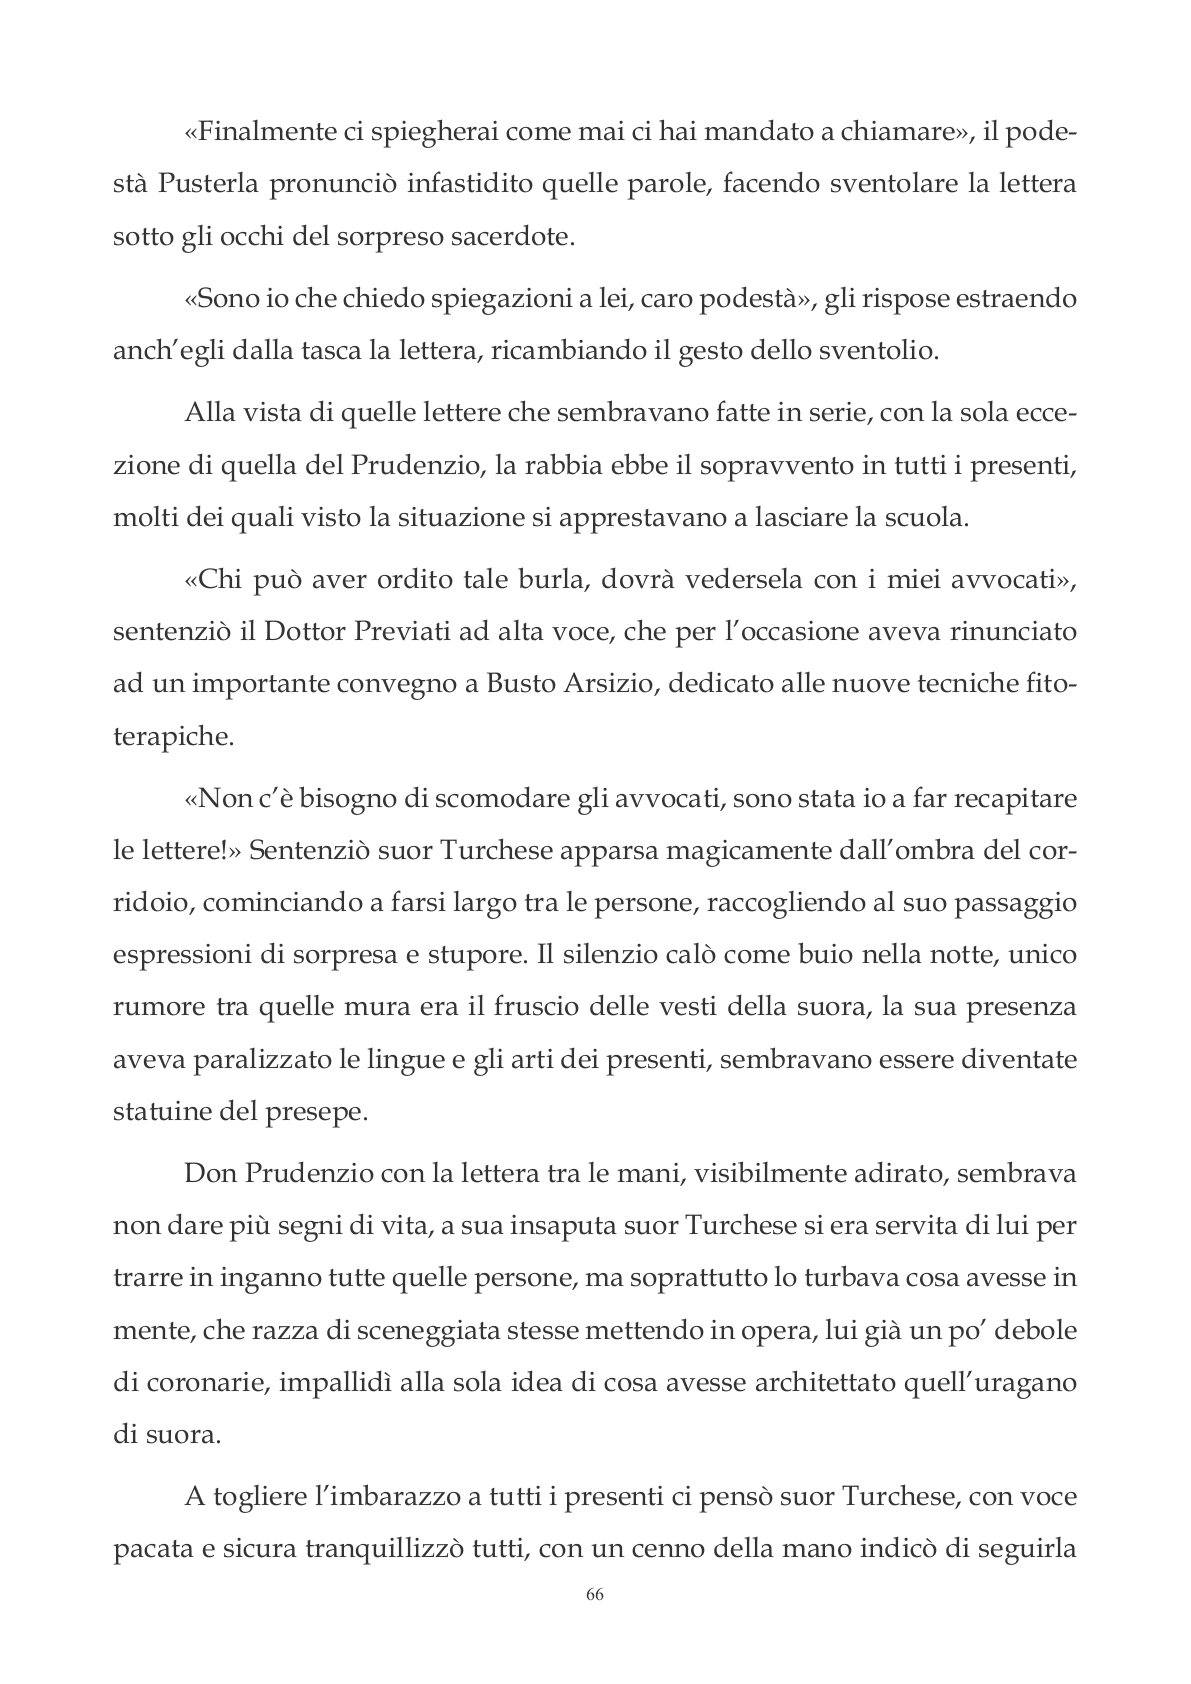 «Finalmente ci spiegherai come mai ci hai mandato a chiamare», il pode-
stà Pusterla pronunciò infastidito quelle parole, facendo sventolare la lettera
sotto gli occhi del sorpreso sacerdote.
«Sono io che chiedo spiegazioni a lei, caro podestà», gli rispose estraendo
anch’egli dalla tasca la lettera, ricambiando il gesto dello sventolio.
Alla vista di quelle lettere che sembravano fatte in serie, con la sola ecce-
zione di quella del Prudenzio, la rabbia ebbe il sopravvento in tutti i presenti,
molti dei quali visto la situazione si apprestavano a lasciare la scuola.
«Chi può aver ordito tale burla, dovrà vedersela con i miei avvocati»,
sentenziò il Dottor Previati ad alta voce, che per l’occasione aveva rinunciato
ad un importante convegno a Busto Arsizio, dedicato alle nuove tecniche fito-
terapiche.
«Non c’è bisogno di scomodare gli avvocati, sono stata io a far recapitare
le lettere!» Sentenziò suor Turchese apparsa magicamente dall’ombra del cor-
ridoio, cominciando a farsi largo tra le persone, raccogliendo al suo passaggio
espressioni di sorpresa e stupore. Il silenzio calò come buio nella notte, unico
rumore tra quelle mura era il fruscio delle vesti della suora, la sua presenza
aveva paralizzato le lingue e gli arti dei presenti, sembravano essere diventate
statuine del presepe.
Don Prudenzio con la lettera tra le mani, visibilmente adirato, sembrava
non dare più segni di vita, a sua insaputa suor Turchese si era servita di lui per
trarre in inganno tutte quelle persone, ma soprattutto lo turbava cosa avesse in
mente, che razza di sceneggiata stesse mettendo in opera, lui già un po’ debole
di coronarie, impallidì alla sola idea di cosa avesse architettato quell’uragano
di suora.
A togliere l’imbarazzo a tutti i presenti ci pensò suor Turchese, con voce
pacata e sicura tranquillizzò tutti, con un cenno della mano indicò di seguirla
66